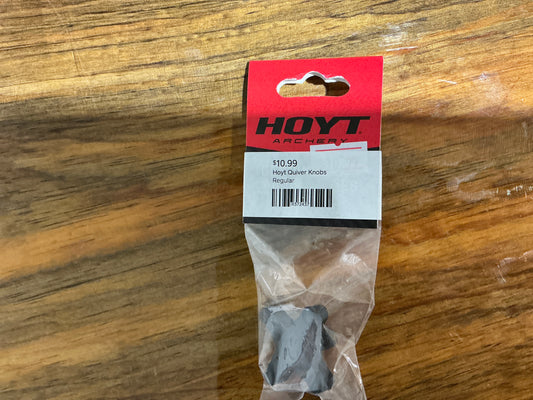 HOYT
ARCHERY
$10.99
Hoyt Quiver Knobs
Regular